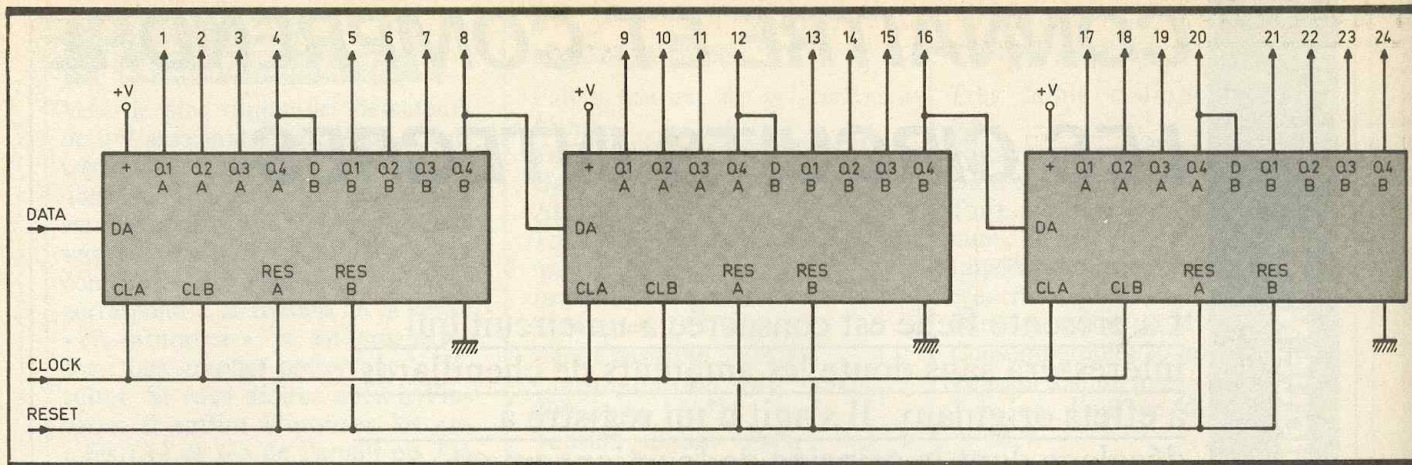 1 2 3 4 5 6 7 8 9 10 11 12 13 14 15 16 17 18 19 20 21 22 23 24
+V +V +V
+ Q1 Q2 Q3 Q4 D Q1 Q2 Q3 Q4 + Q1 Q2 Q3 Q4 D Q1 Q2 Q3 Q4 + Q1 Q2 Q3 Q4 D Q1 Q2 Q3 Q4
A A A A B B B B B A A A A B B B B B A A A A B B B B B
DATA DA DA DA
RES RES RES RES RES RES
CLA CLB A B CLA CLB A B CLA CLB A B
CLOCK
RESET